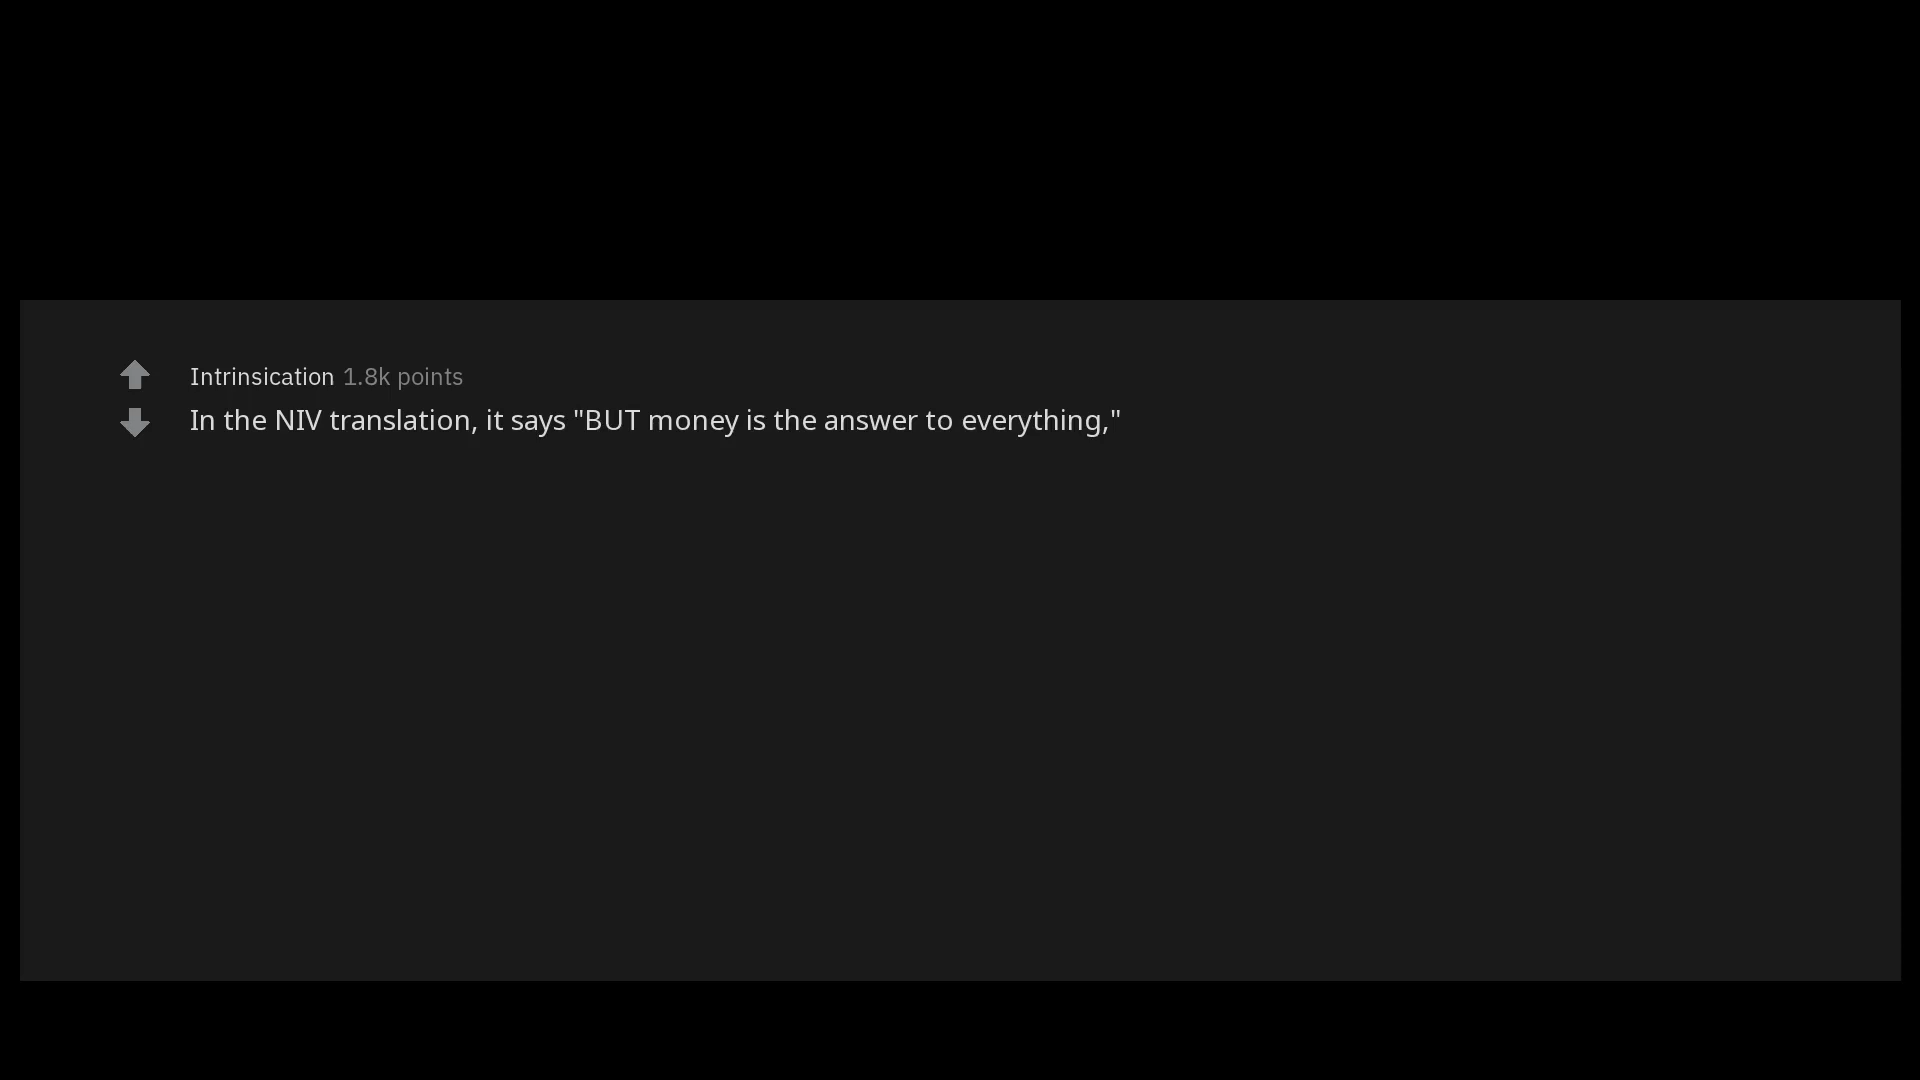 Intrinsication 1.8k points
In the NIV translation, it says "BUT money is the answer to everything,"